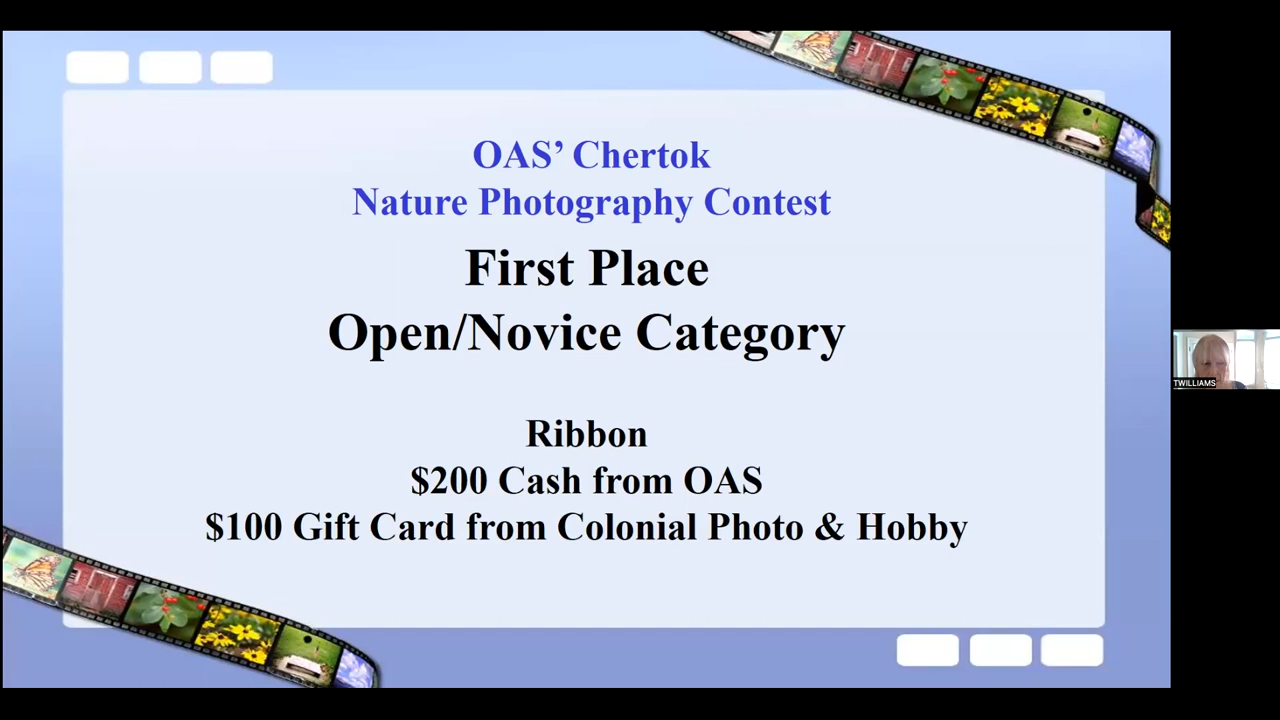 OAS’ Chertok
Nature Photography Contest
First Place
Open/Novice Category
Ribbon
$200 Cash from OAS
$100 Gift Card from Colonial Photo & Hobby
TWILLIAMS